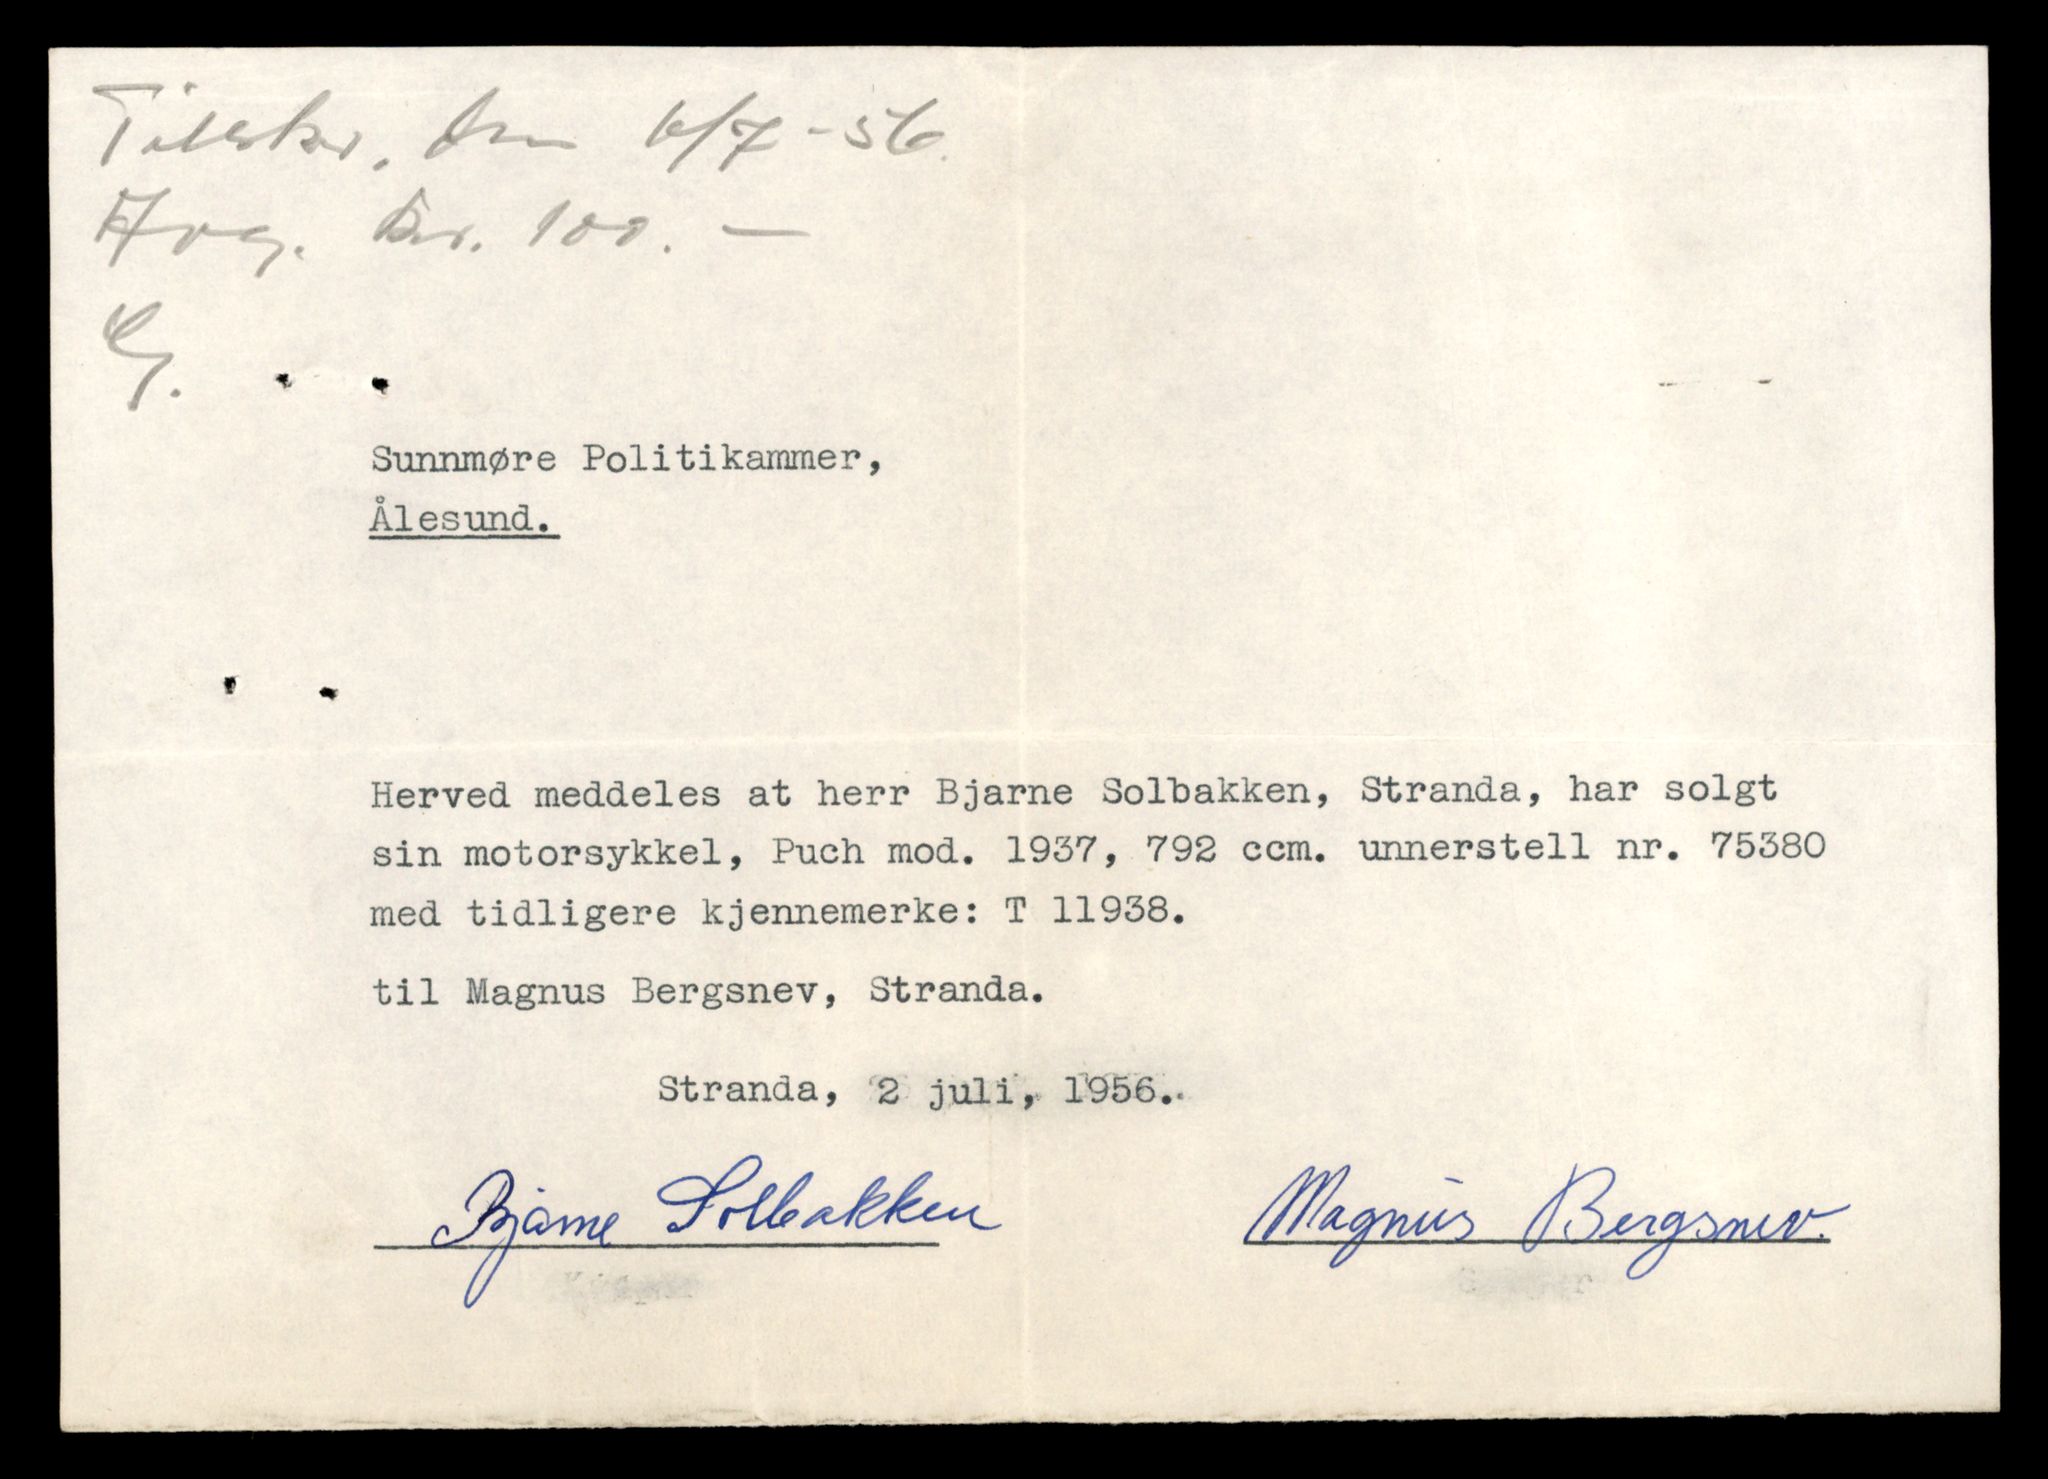 Tilskr. den 6/7-56.
Avg. kr. 100.—
Sunnmøre Politikammer,
Ålesund.
Herved meddeles at herr Bjarne Solbakken, Stranda, har solgt
sin motorsykkel, Puch mod. 1937, 792 ccm. unnerstell nr. 75380
med tidligere kjennemerke: T 11938.
til Magnus Bergsnev, Stranda.
Stranda, 2 juli, 1956.
Bjarne Solbakken
Magnus Bergsnev.